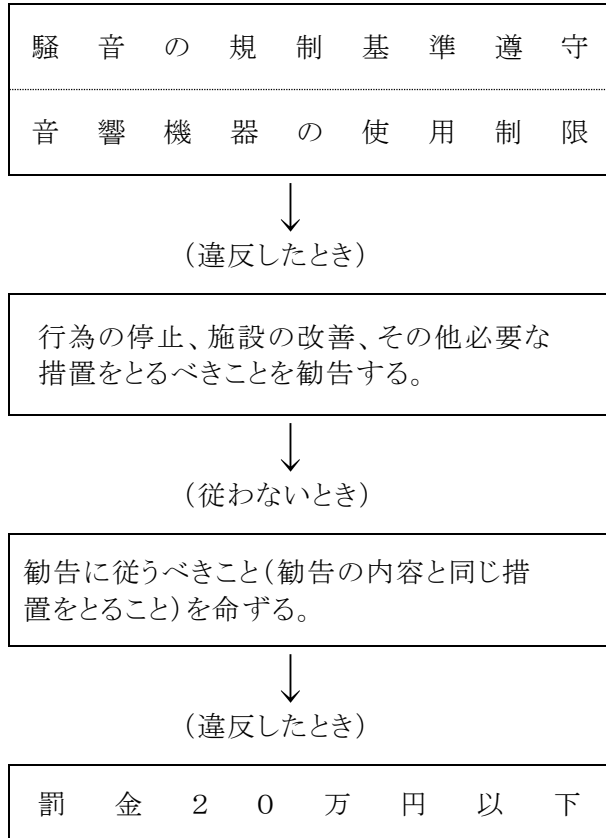 騒音の規制基準遵守
音響機器の使用制限
(違反したとき)
行為の停止、施設の改善、その他必要な
措置をとるべきことを勧告する。
(従わないとき)
勧告に従うべきこと(勧告の内容と同じ措
置をとること)を命ずる。
(違反したとき)
罰金20万円以下